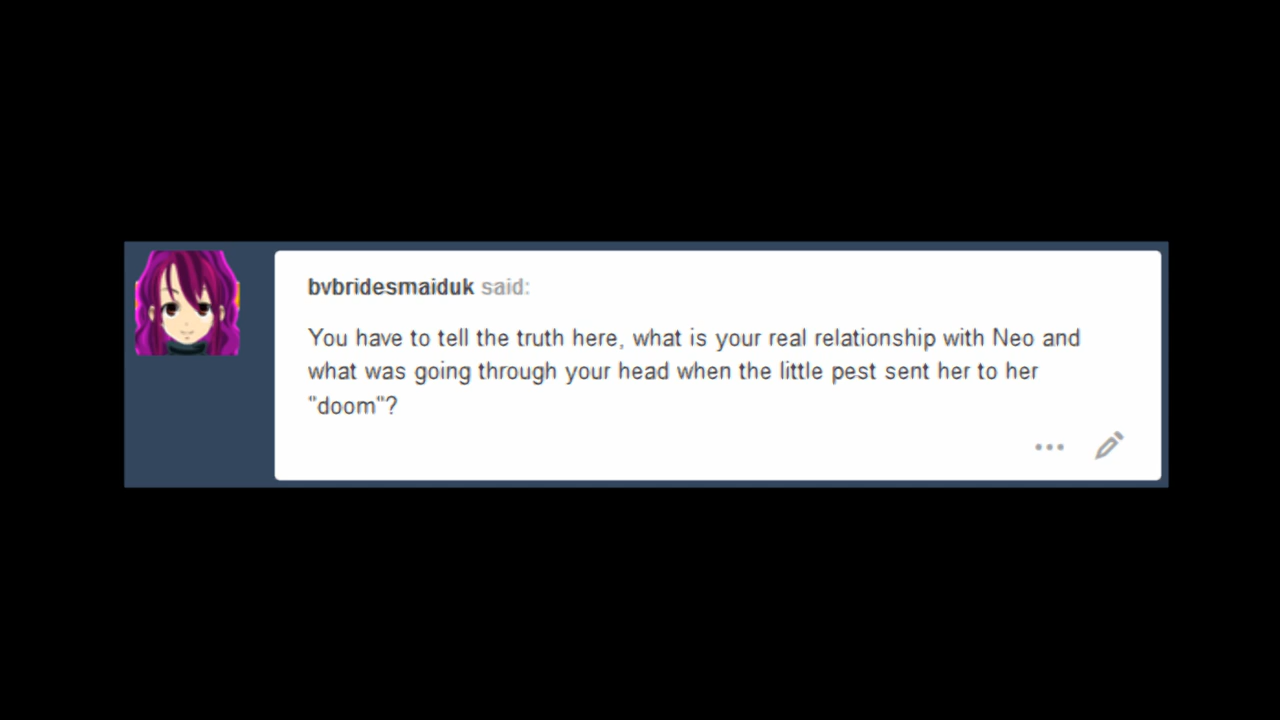 bvbridesmaiduk said:
You have to tell the truth here, what is your real relationship with Neo and
what was going through your head when the little pest sent her to her
"doom"?